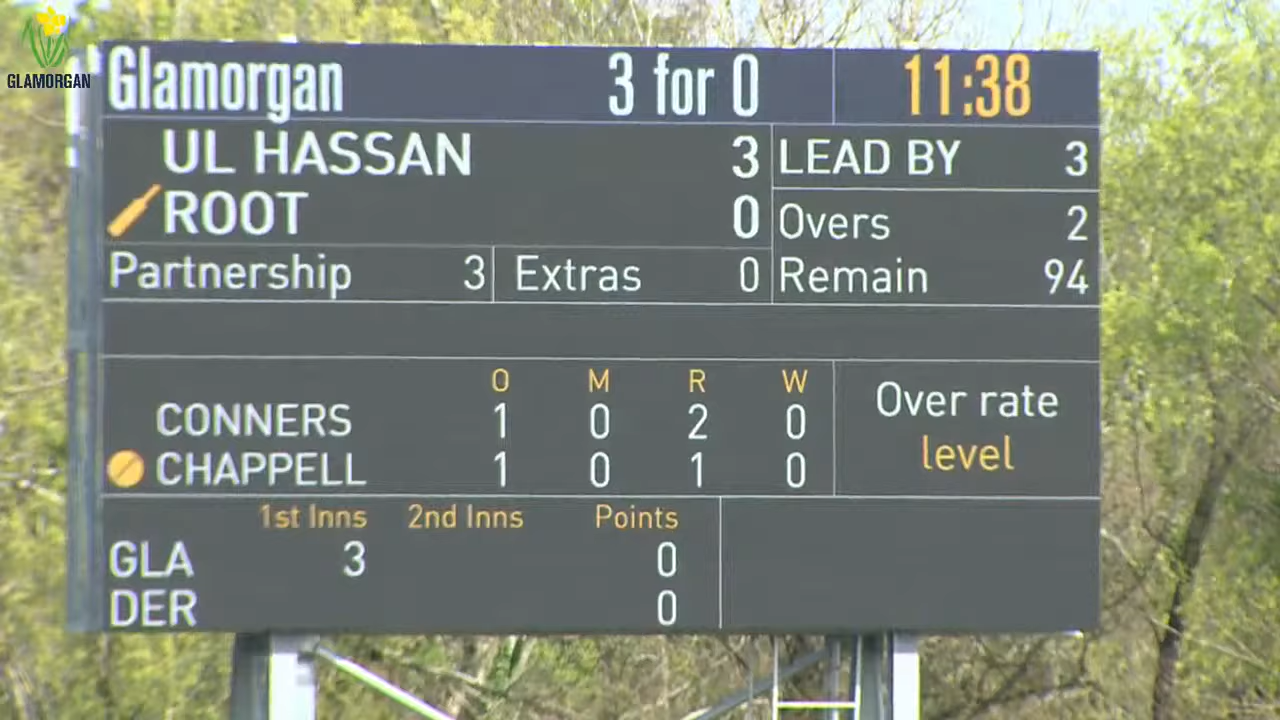 GLAMORGAN
Glamorgan 3 for 0 11:38
UL HASSAN 3 LEAD BY 3
ROOT 0 Overs 2
Partnership 3 Extras 0 Remain 94
O M R W
CONNERS 1 0 2 0 Over rate
CHAPPELL 1 0 1 0 level
1st Inns 2nd Inns Points
GLA 3 0
DER 0